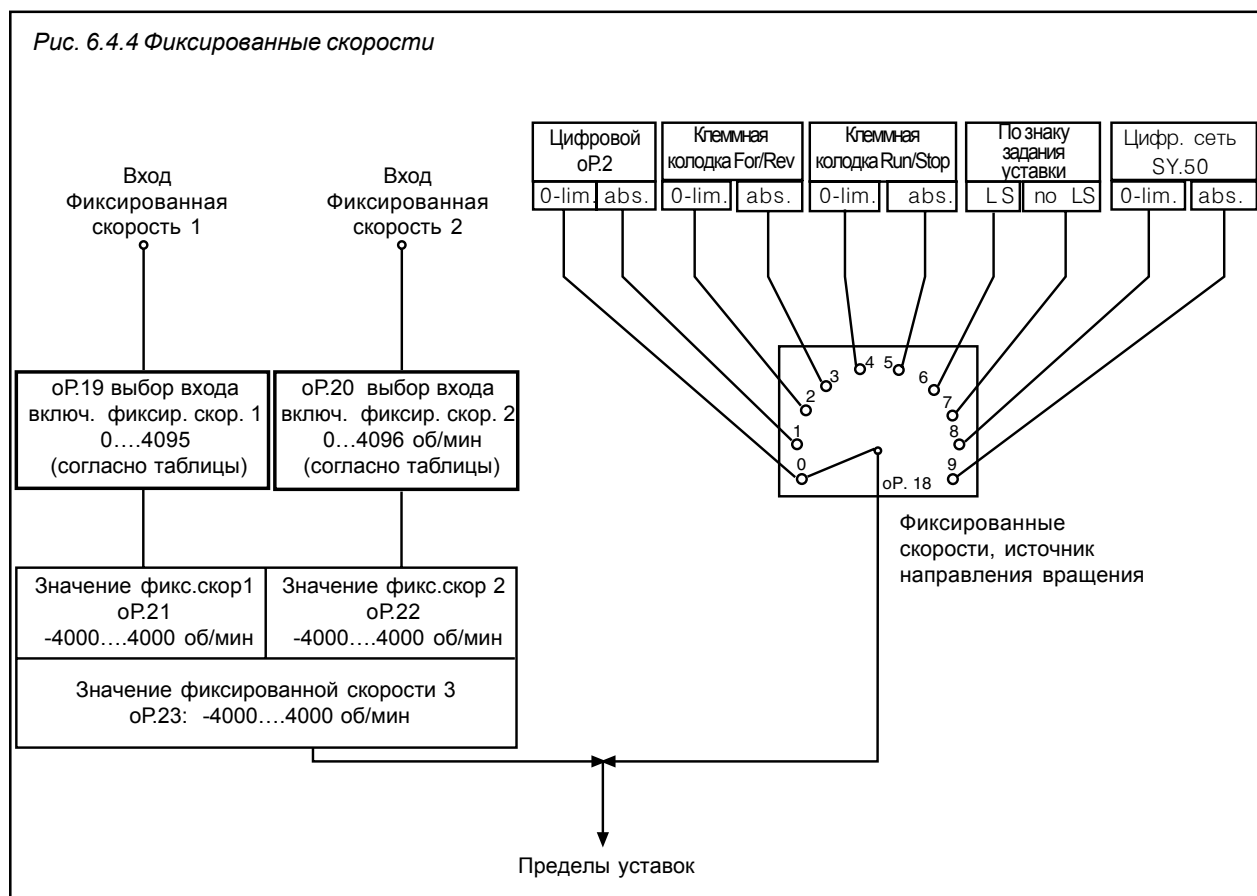 Рис. 6.4.4 Фиксированные скорости
Вход
Фиксированная
скорость 1
Вход
Фиксированная
скорость 2
Цифровой
oP.2
0-lim.
abs.
Клеммная
колодка For/Rev
0-lim.
abs.
Клеммная
колодка Run/Stop
0-lim.
abs.
По знаку
задания
уставки
LS
no LS
Цифр. сеть
SY.50
0-lim.
abs.
0
1
2
3
4
5
6
7
8
9
oP. 18
Фиксированные
скорости, источник
направления вращения
oP.19 выбор входа
включ. фиксир. скор. 1
0....4095
(согласно таблицы)
oP.20 выбор входа
включ. фиксир. скор. 2
0...4096 об/мин
(согласно таблицы)
Значение фикс.скор1
oP.21
-4000....4000 об/мин
Значение фикс.скор 2
oP.22
-4000....4000 об/мин
Значение фиксированной скорости 3
oP.23: -4000....4000 об/мин
Пределы уставок